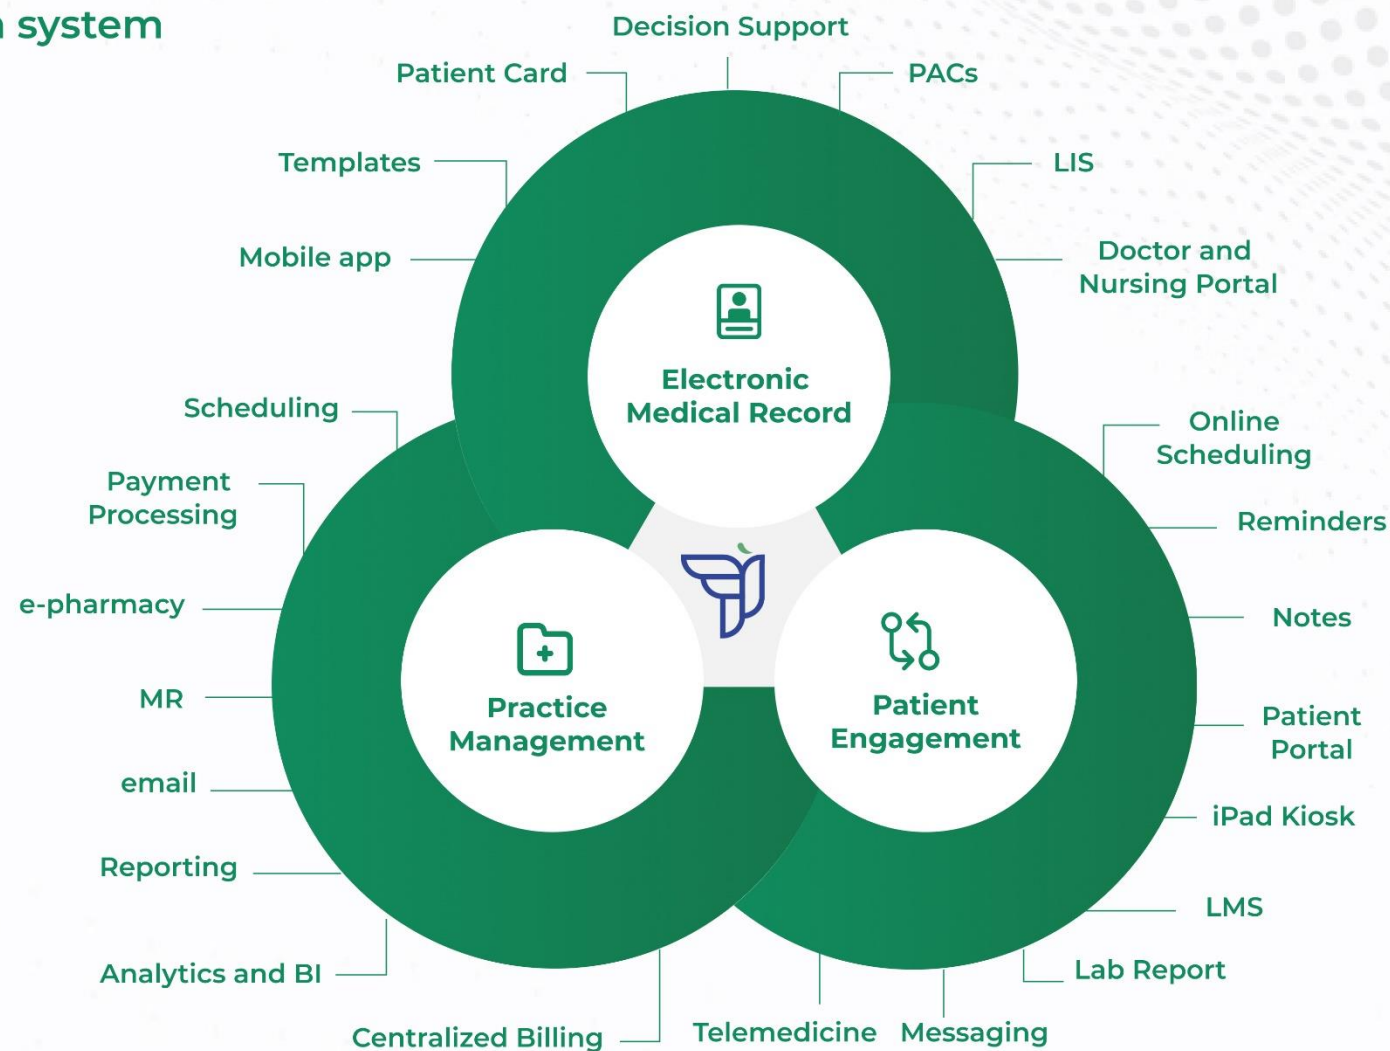 system
Decision Support
Patient Card
PACs
Templates
LIS
Mobile app
Doctor and
Nursing Portal
Electronic
Medical Record
Scheduling
Online
Scheduling
Payment
Processing
Reminders
e-pharmacy
Notes
MR
Practice
Management
Patient
Engagement
Patient
Portal
email
iPad Kiosk
Reporting
LMS
Analytics and BI
Lab Report
Centralized Billing
Telemedicine
Messaging